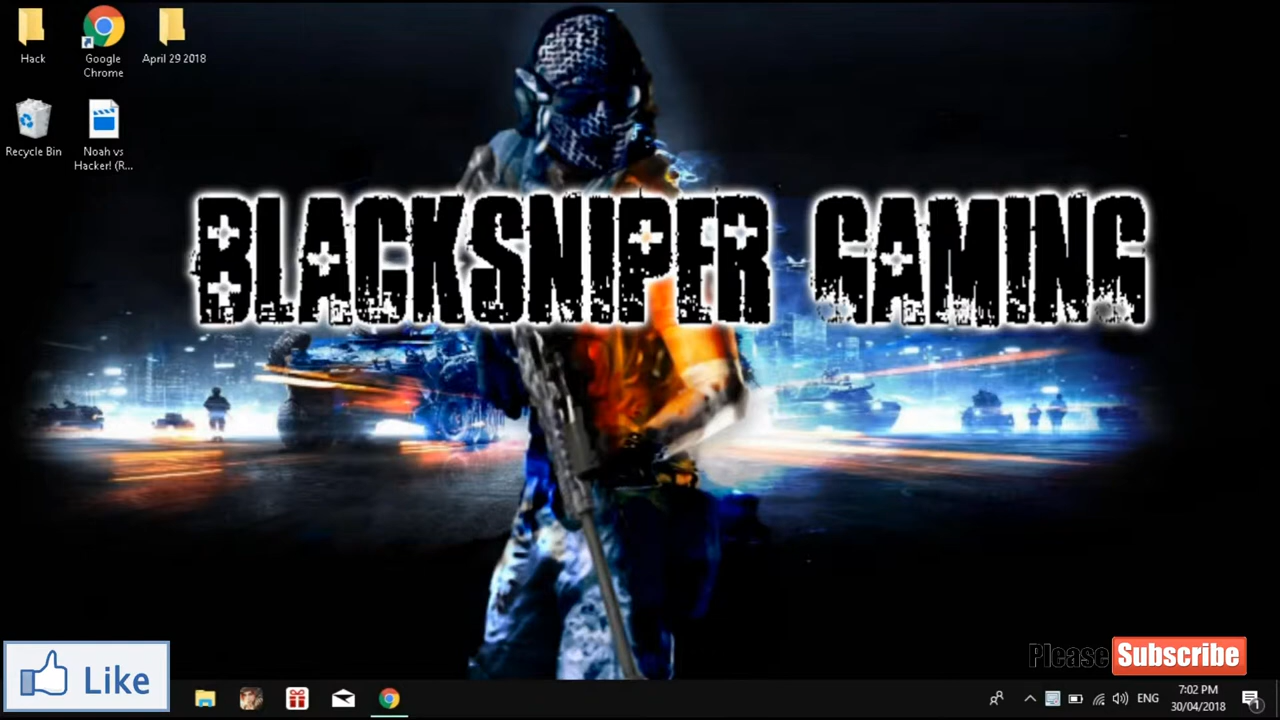 Hack
Google
Chrome
April 29 2018
Recycle Bin
Noah vs
Hacker! (R...
BLACKSNIPER GAMING
Like
Please Subscribe
ENG
7:02 PM
30/04/2018
1